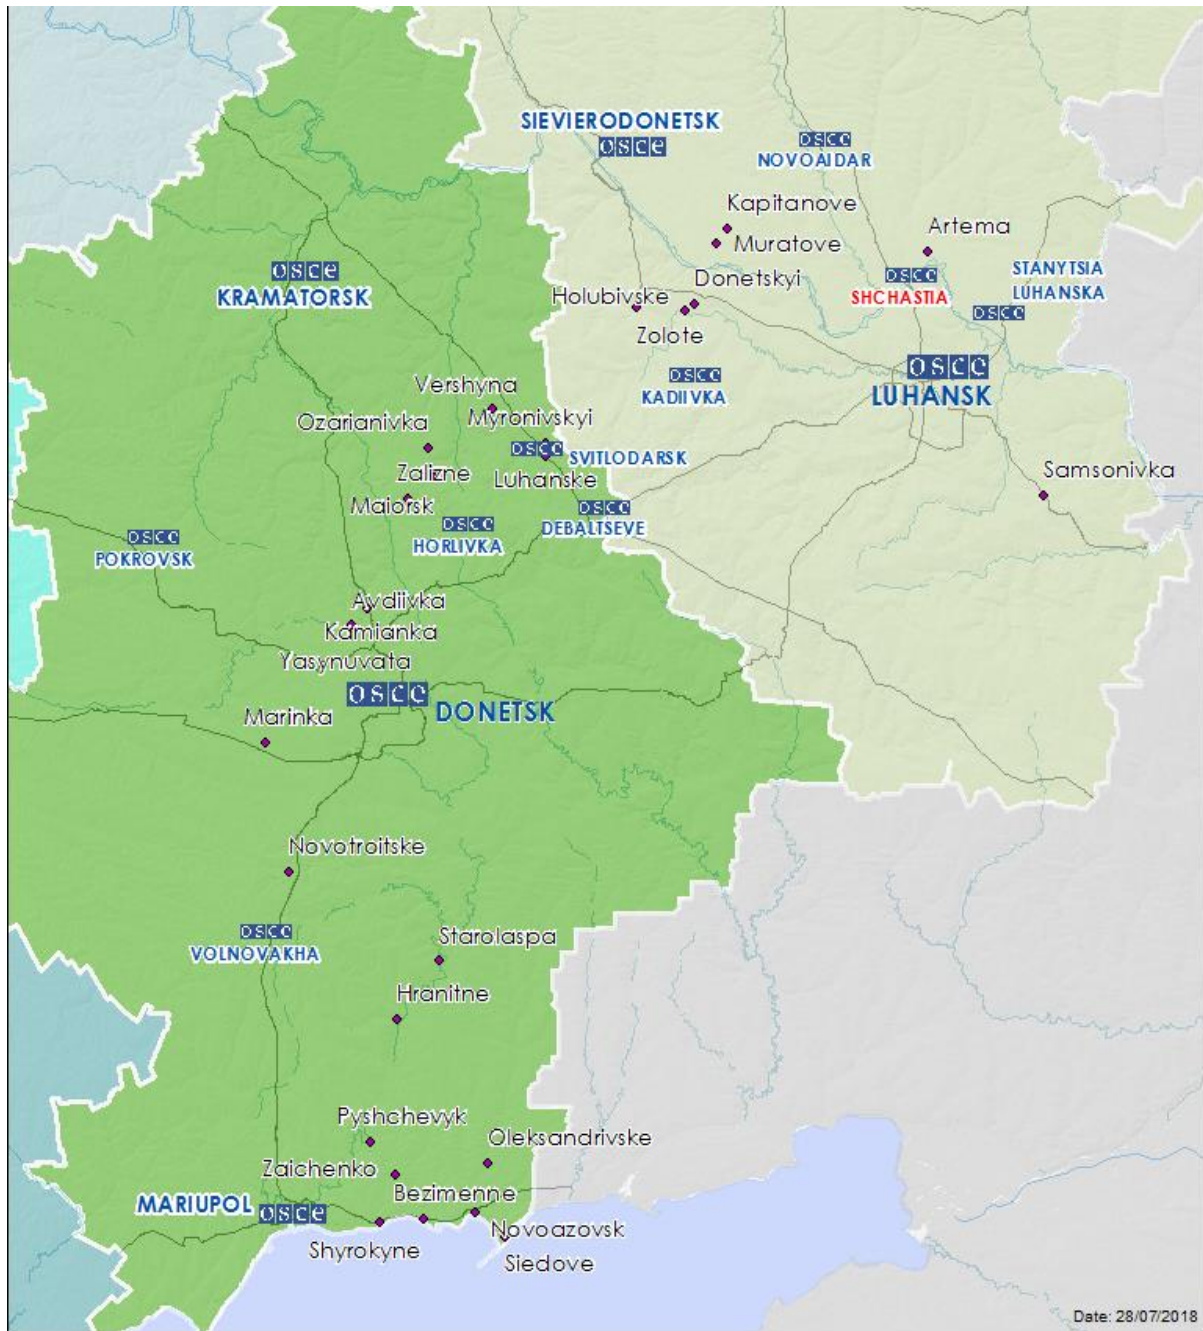 SIEVIERODONETSK
osce
osce
NOVOAIDAR
Kapitanove
Muratove
Artema
osce
KRAMATORSK
osce
SHCHASTIA
STANYTSIA
LUHANSKA
osce
Donetskyi
Holubivske
Zolote
osce
KADIIVKA
osce
LUHANSK
Vershyna
Myronivskyi
Ozarianivka
osce
SVITLODARSK
Zalizne
Luhanske
Samsonivka
Maiorsk
osce
HORLIVKA
osce
DEBALTSEVE
osce
POKROVSK
Avdiivka
Kamianka
Yasynuvata
osce
DONETSK
Marinka
Novotroitske
osce
VOLNOVAKHA
Starolaspa
Hranitne
Pyshchevyk
Oleksandrivske
Zaichenko
Bezimenne
MARIUPOL
osce
Novoazovsk
Shyrokyne
Siedove
Date: 28/07/2018